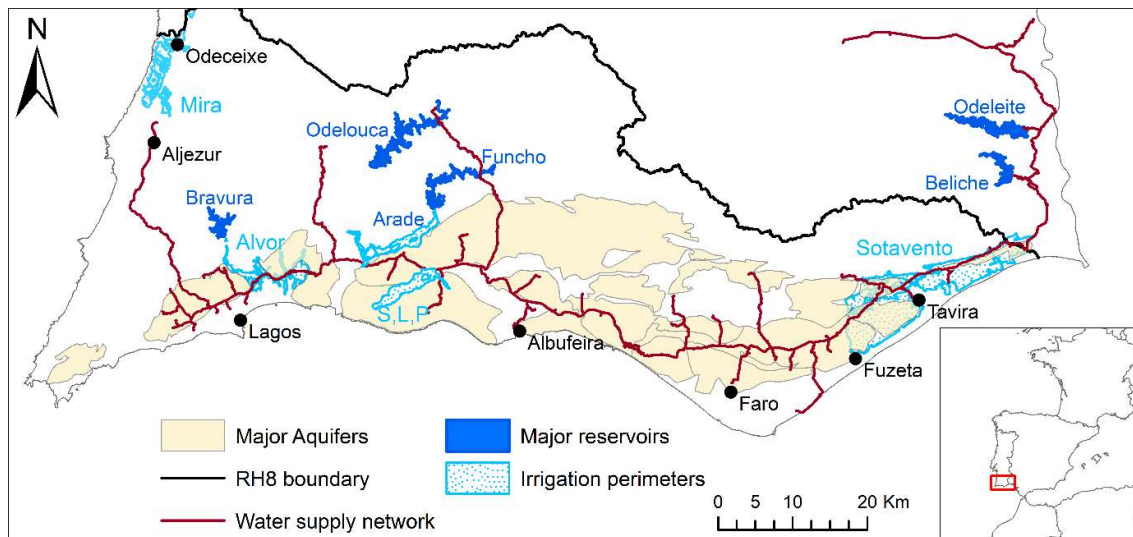 N
Odeceixe
Mira
Aljezur
Odelouca
Funcho
Bravura
Arade
Alvor
Odeleite
Beliche
Sotavento
S,L,P
Tavira
Lagos
Albufeira
Fuzeta
Faro
Major Aquifers
Major reservoirs
RH8 boundary
Irrigation perimeters
Water supply network
0 5 10 20 Km